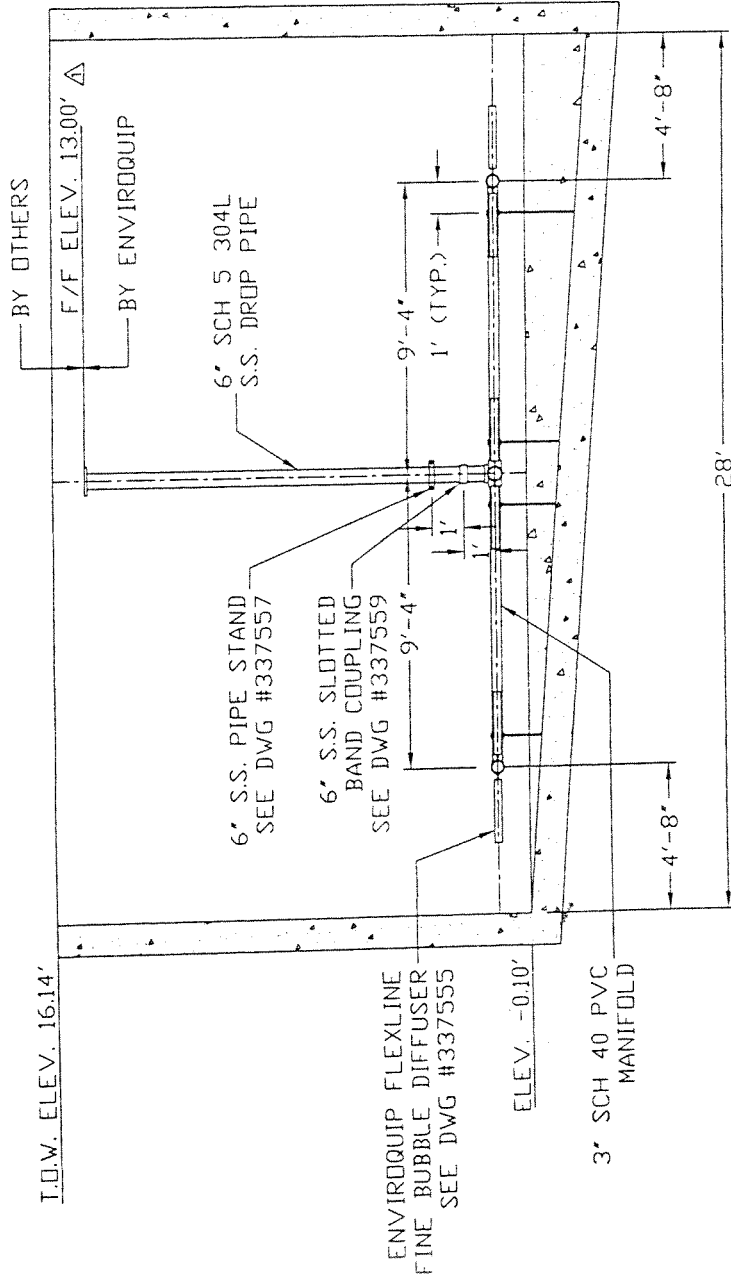 T.O.W. ELEV. 16.14'
BY OTHERS
F/F ELEV. 13.00' 1
BY ENVIROQUIP
6" SCH 5 304L
S.S. DROP PIPE
6" S.S. PIPE STAND
SEE DWG #337557
6" S.S. SLOTTED
BAND COUPLING
SEE DWG #337559
1'
1'
9'-4"
9'-4"
1' (TYP.)
ENVIROQUIP FLEXLINE
FINE BUBBLE DIFFUSER
SEE DWG #337555
ELEV. -0.10'
3" SCH 40 PVC
MANIFOLD
4'-8"
4'-8"
28'